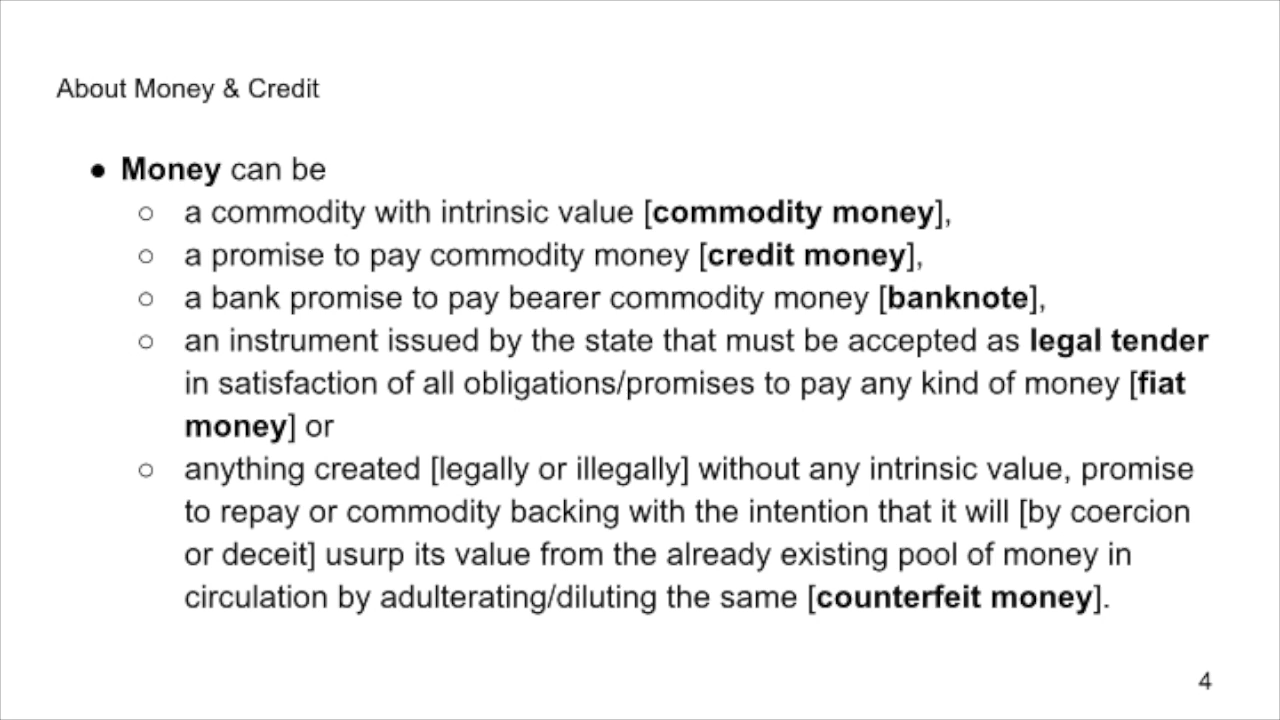 About Money & Credit
● Money can be
○ a commodity with intrinsic value [commodity money],
○ a promise to pay commodity money [credit money],
○ a bank promise to pay bearer commodity money [banknote],
○ an instrument issued by the state that must be accepted as legal tender
in satisfaction of all obligations/promises to pay any kind of money [fiat
money] or
○ anything created [legally or illegally] without any intrinsic value, promise
to repay or commodity backing with the intention that it will [by coercion
or deceit] usurp its value from the already existing pool of money in
circulation by adulterating/diluting the same [counterfeit money].
4